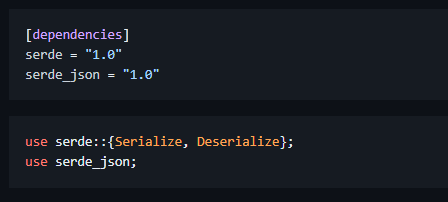 [dependencies]
serde = "1.0"
serde_json = "1.0"
use serde::{Serialize, Deserialize};
use serde_json;